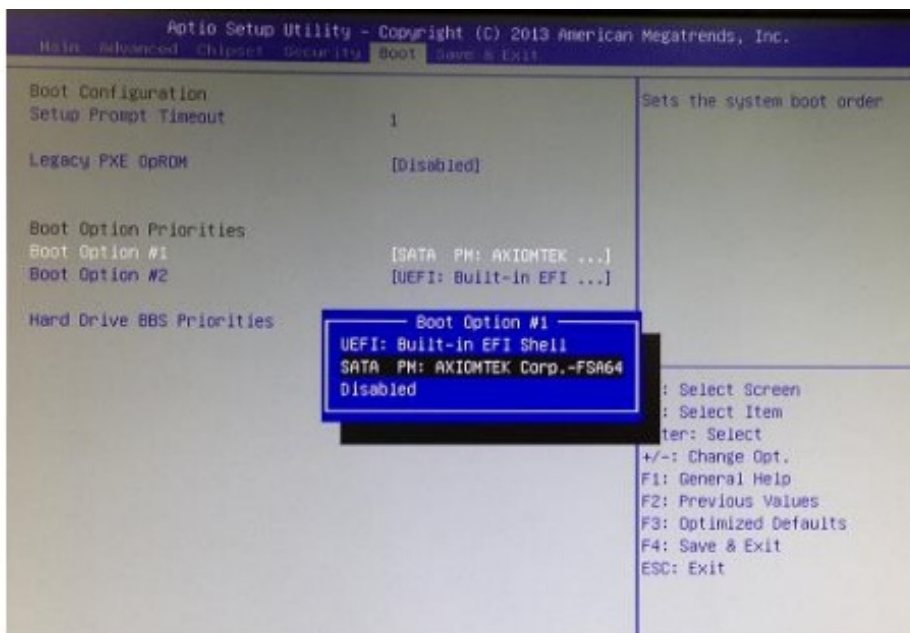 Aptio Setup Utility - Copyright (C) 2013 American Megatrends, Inc.
Main Advanced Chipset Security Boot Save & Exit
Boot Configuration
Setup Prompt Timeout 1
Legacy PXE OpROM [Disabled]
Boot Option Priorities
Boot Option #1 [SATA PM: AXIOMTEK ...]
Boot Option #2 [UEFI: Built-in EFI ...]
Hard Drive BBS Priorities
Boot Option #1
UEFI: Built-in EFI Shell
SATA PM: AXIOMTEK Corp.-FSA64
Disabled
Sets the system boot order
: Select Screen
: Select Item
ter: Select
+/-: Change Opt.
F1: General Help
F2: Previous Values
F3: Optimized Defaults
F4: Save & Exit
ESC: Exit